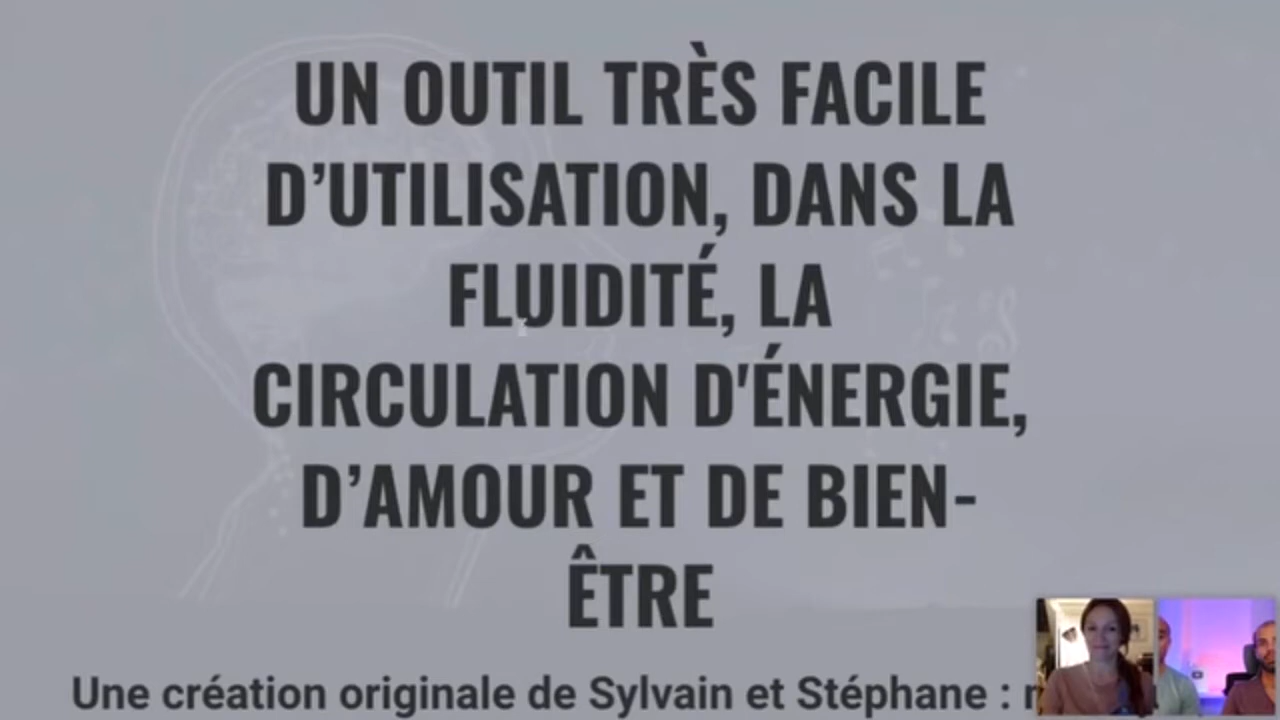 UN OUTIL TRÈS FACILE
D’UTILISATION, DANS LA
FLUIDITÉ, LA
CIRCULATION D'ÉNERGIE,
D’AMOUR ET DE BIEN-
ÊTRE
Une création originale de Sylvain et Stéphane :